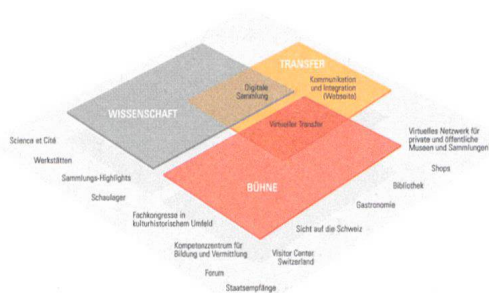 TRANSFER
Kommunikation
und Integration
(Webseite)
Digitale
Sammlung
WISSENSCHAFT
Virtueller Transfer
BÜHNE
Science et Cité
Werkstätten
Sammlungs-Highlights
Schaulager
Fachkongresse in
kulturhistorischem Umfeld
Kompetenzzentrum für
Bildung und Vermittlung
Forum
Staatsempfänge
Virtuelles Netzwerk für
private und öffentliche
Museen und Sammlungen
Shops
Bibliothek
Gastronomie
Sicht auf die Schweiz
Visitor Center
Switzerland